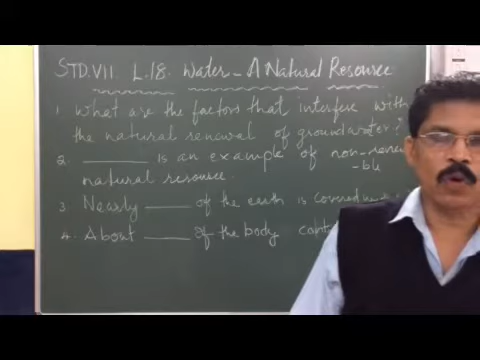 STD.VII. L.18. Water - A Natural Resource
1. What are the factors that interfere with
the natural renewal of groundwater?
2. ______ is an example of non-renewa
-ble
natural resource.
3. Nearly ______ of the earth is covered
4. About ______ of the body